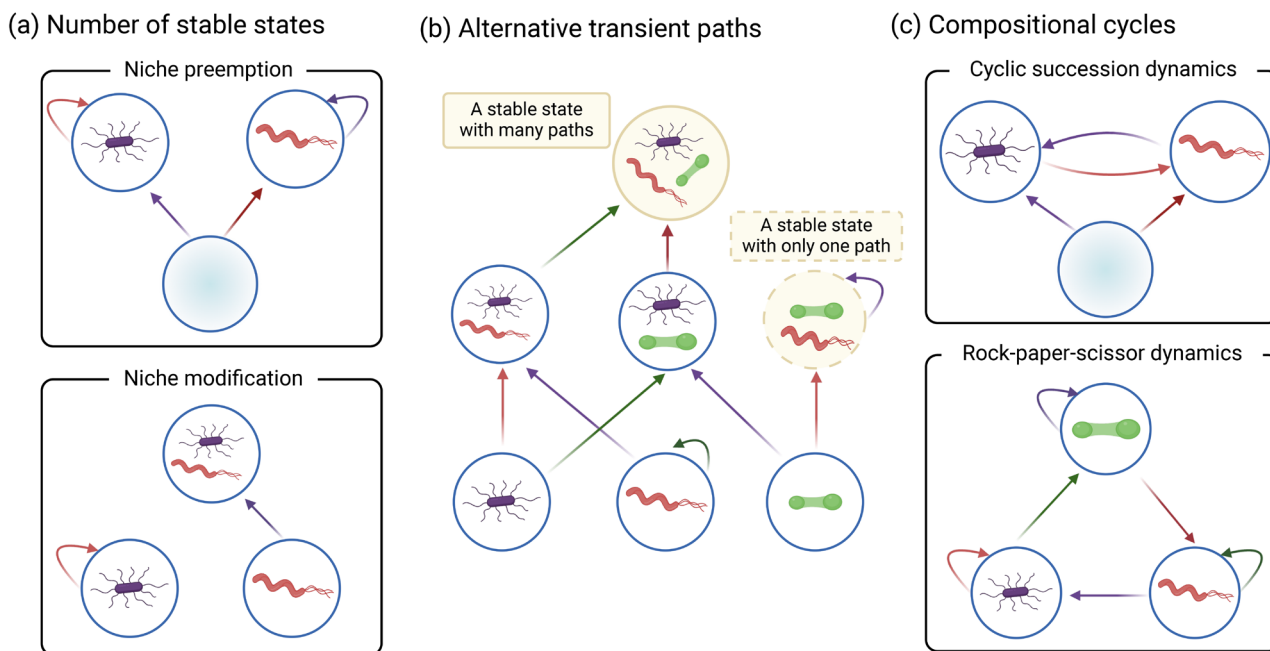 (a) Number of stable states
Niche preemption
Niche modification
(b) Alternative transient paths
A stable state
with many paths
A stable state
with only one path
(c) Compositional cycles
Cyclic succession dynamics
Rock-paper-scissor dynamics